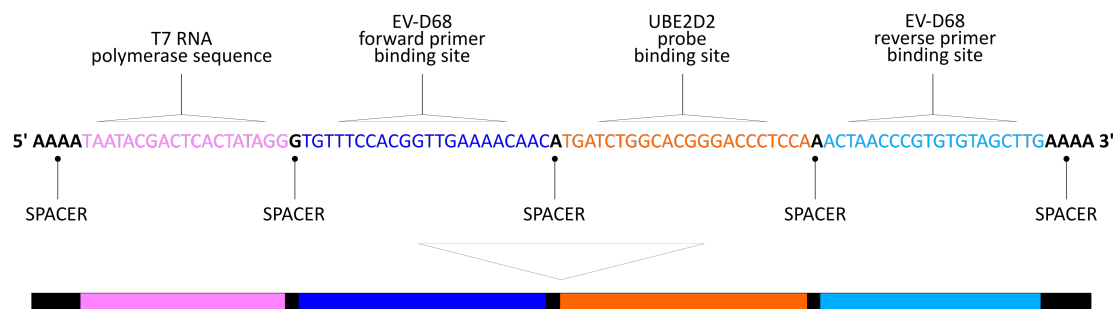 T7 RNA
polymerase sequence
EV-D68
forward primer
binding site
UBE2D2
probe
binding site
EV-D68
reverse primer
binding site
5' AAAATAATACGACTCACTATAGGGTGTTTCCACGGTTGAAAACAACATGATCTGGCACGGGACCCTCCAAACTAACCCGTGTGTAGCTTGAAAA 3'
SPACER
SPACER
SPACER
SPACER
SPACER